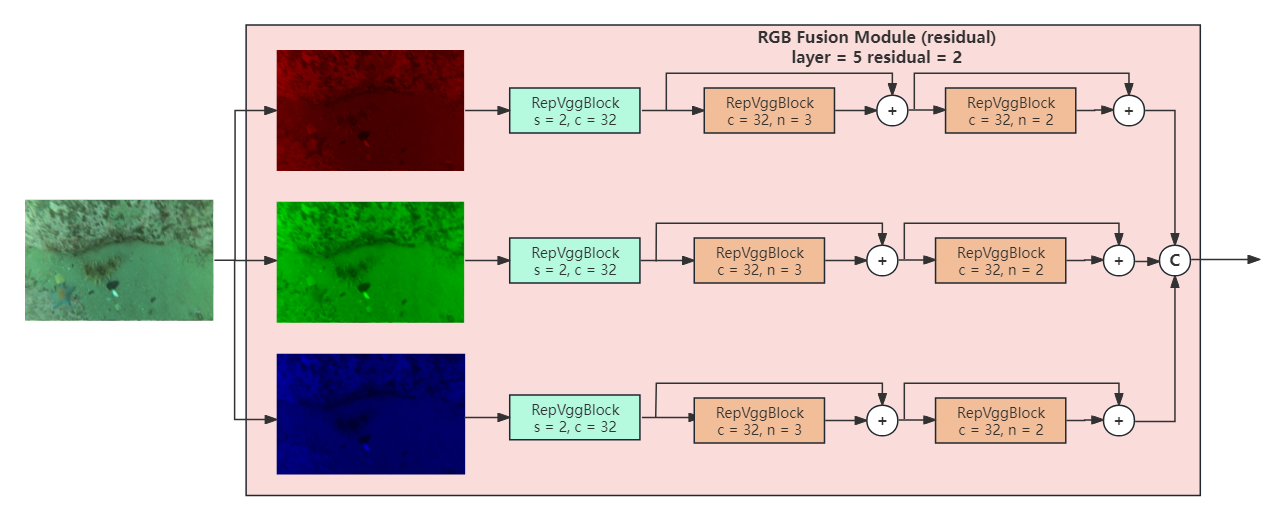 RGB Fusion Module (residual)
layer = 5 residual = 2
RepVggBlock
s = 2, c = 32
RepVggBlock
c = 32, n = 3
+
RepVggBlock
c = 32, n = 2
+
RepVggBlock
s = 2, c = 32
RepVggBlock
c = 32, n = 3
+
RepVggBlock
c = 32, n = 2
+
C
RepVggBlock
s = 2, c = 32
RepVggBlock
c = 32, n = 3
+
RepVggBlock
c = 32, n = 2
+